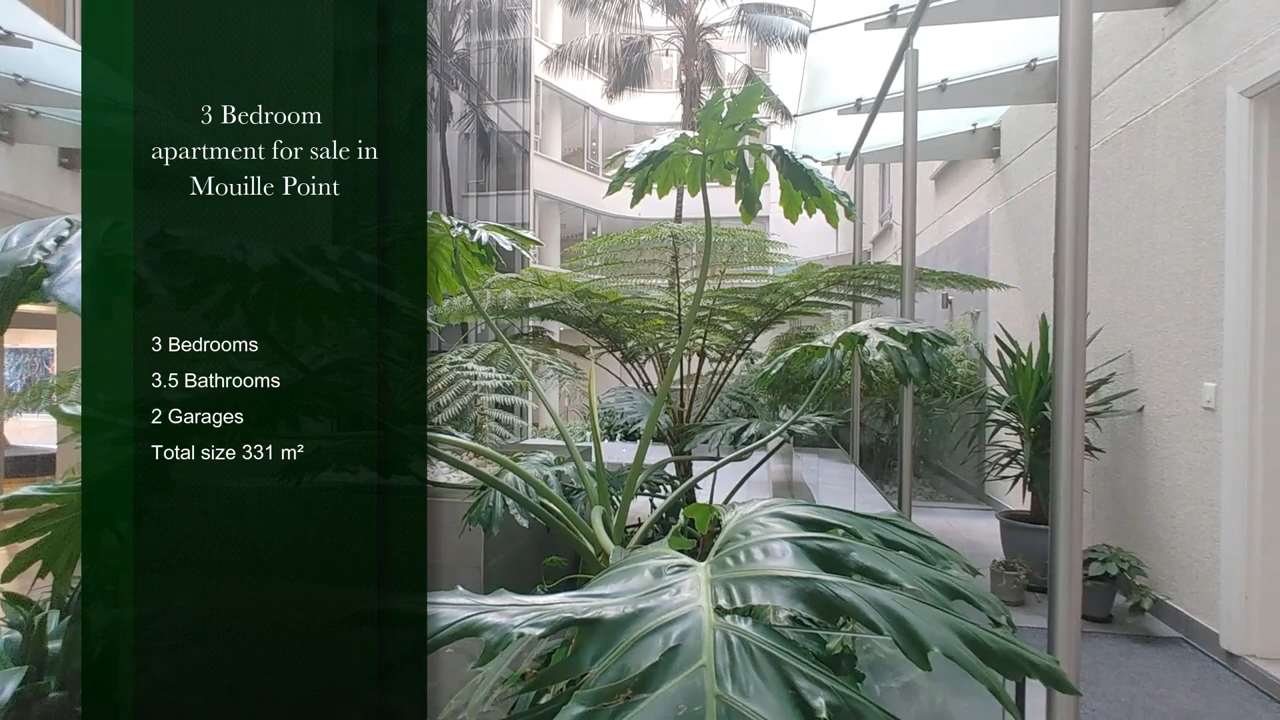 3 Bedroom
apartment for sale in
Mouille Point
3 Bedrooms
3.5 Bathrooms
2 Garages
Total size 331 m²